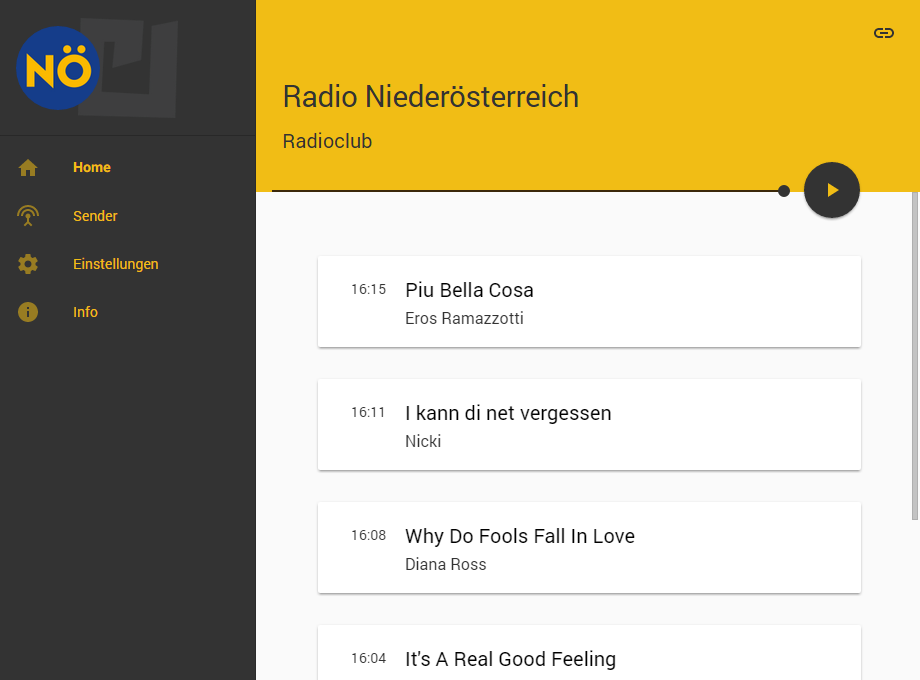 NÖ
Home
Sender
Einstellungen
Info
Radio Niederösterreich
Radioclub
16:15 Piu Bella Cosa
Eros Ramazzotti
16:11 I kann di net vergessen
Nicki
16:08 Why Do Fools Fall In Love
Diana Ross
16:04 It's A Real Good Feeling